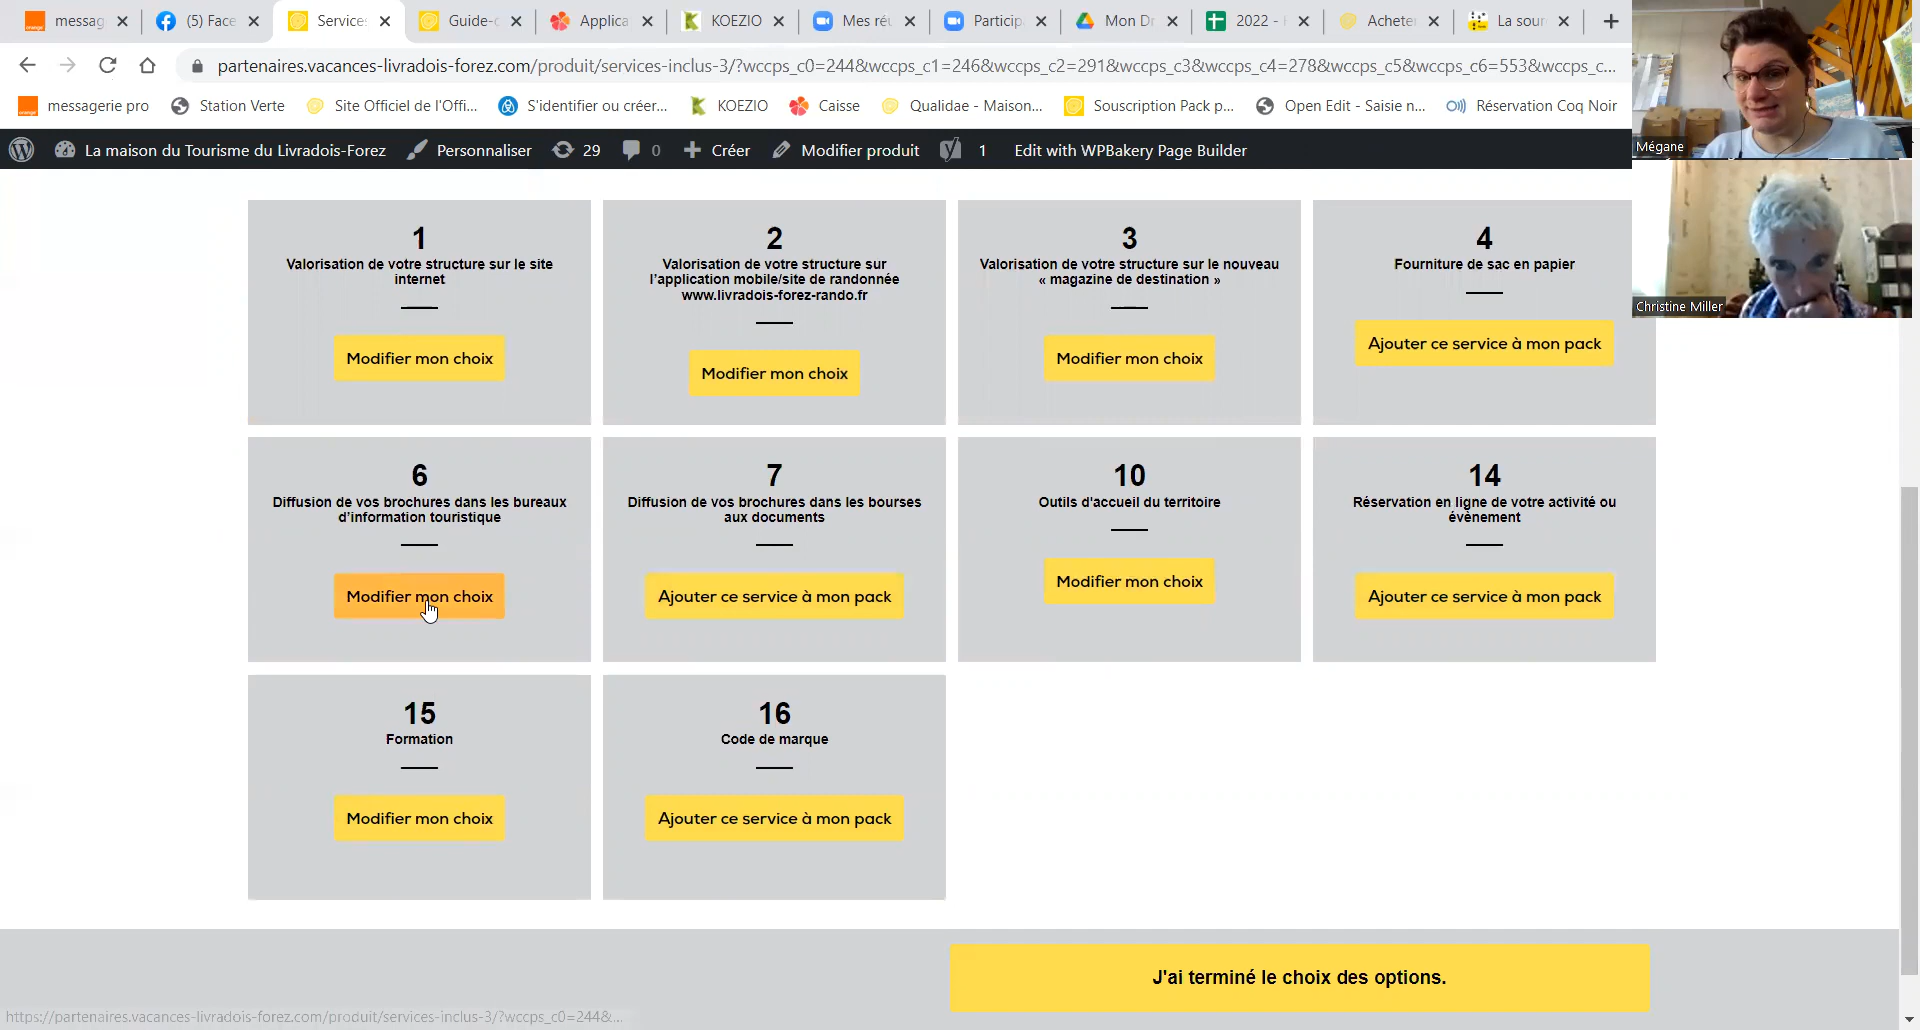 messag
(5) Face
Services
Guide-c
Applica
KOEZIO
Mes réu
Particip
Mon Dr
2022 -
Acheter
La sour
partenaires.vacances-livradois-forez.com/produit/services-inclus-3/?wccps_c0=244&wccps_c1=246&wccps_c2=291&wccps_c3&wccps_c4=278&wccps_c5&wccps_c6=553&wccps_c...
messagerie pro
Station Verte
Site Officiel de l'Offi...
S'identifier ou créer...
KOEZIO
Caisse
Qualidae - Maison...
Souscription Pack p...
Open Edit - Saisie n...
Réservation Coq Noir
Mégane
La maison du Tourisme du Livradois-Forez
Personnaliser
29
0
Créer
Modifier produit
1
Edit with WPBakery Page Builder
Christine Miller
1
Valorisation de votre structure sur le site
internet
Modifier mon choix
2
Valorisation de votre structure sur
l'application mobile/site de randonnée
www.livradois-forez-rando.fr
Modifier mon choix
3
Valorisation de votre structure sur le nouveau
« magazine de destination »
Modifier mon choix
4
Fourniture de sac en papier
Ajouter ce service à mon pack
6
Diffusion de vos brochures dans les bureaux
d'information touristique
Modifier mon choix
7
Diffusion de vos brochures dans les bourses
aux documents
Ajouter ce service à mon pack
10
Outils d'accueil du territoire
Modifier mon choix
14
Réservation en ligne de votre activité ou
évènement
Ajouter ce service à mon pack
15
Formation
Modifier mon choix
16
Code de marque
Ajouter ce service à mon pack
J'ai terminé le choix des options.
https://partenaires.vacances-livradois-forez.com/produit/services-inclus-3/?wccps_c0=244&...